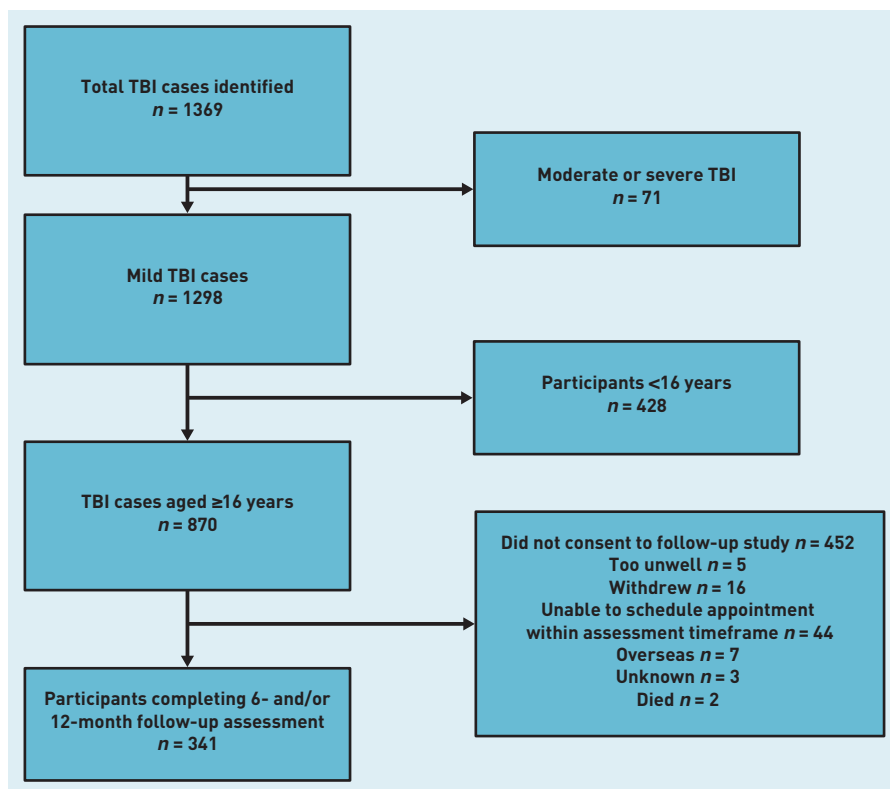 Total TBI cases identified
n = 1369
Moderate or severe TBI
n = 71
Mild TBI cases
n = 1298
Participants <16 years
n = 428
TBI cases aged ≥16 years
n = 870
Did not consent to follow-up study n = 452
Too unwell n = 5
Withdrew n = 16
Unable to schedule appointment
within assessment timeframe n = 44
Overseas n = 7
Unknown n = 3
Died n = 2
Participants completing 6- and/or
12-month follow-up assessment
n = 341